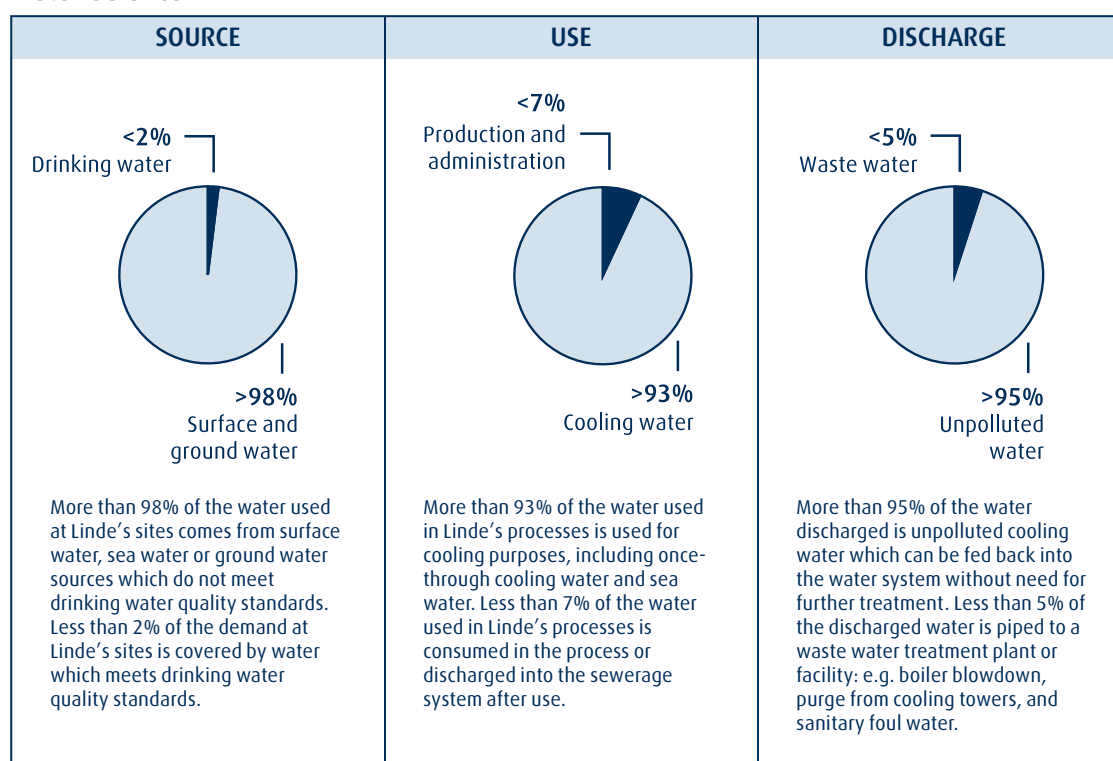 SOURCE
<2%
Drinking water
>98%
Surface and
ground water
More than 98% of the water used
at Linde’s sites comes from surface
water, sea water or ground water
sources which do not meet
drinking water quality standards.
Less than 2% of the demand at
Linde’s sites is covered by water
which meets drinking water
quality standards.
USE
<7%
Production and
administration
>93%
Cooling water
More than 93% of the water used
in Linde’s processes is used for
cooling purposes, including once-
through cooling water and sea
water. Less than 7% of the water
used in Linde’s processes is
consumed in the process or
discharged into the sewerage
system after use.
DISCHARGE
<5%
Waste water
>95%
Unpolluted
water
More than 95% of the water
discharged is unpolluted cooling
water which can be fed back into
the water system without need for
further treatment. Less than 5% of
the discharged water is piped to a
waste water treatment plant or
facility: e.g. boiler blowdown,
purge from cooling towers, and
sanitary foul water.